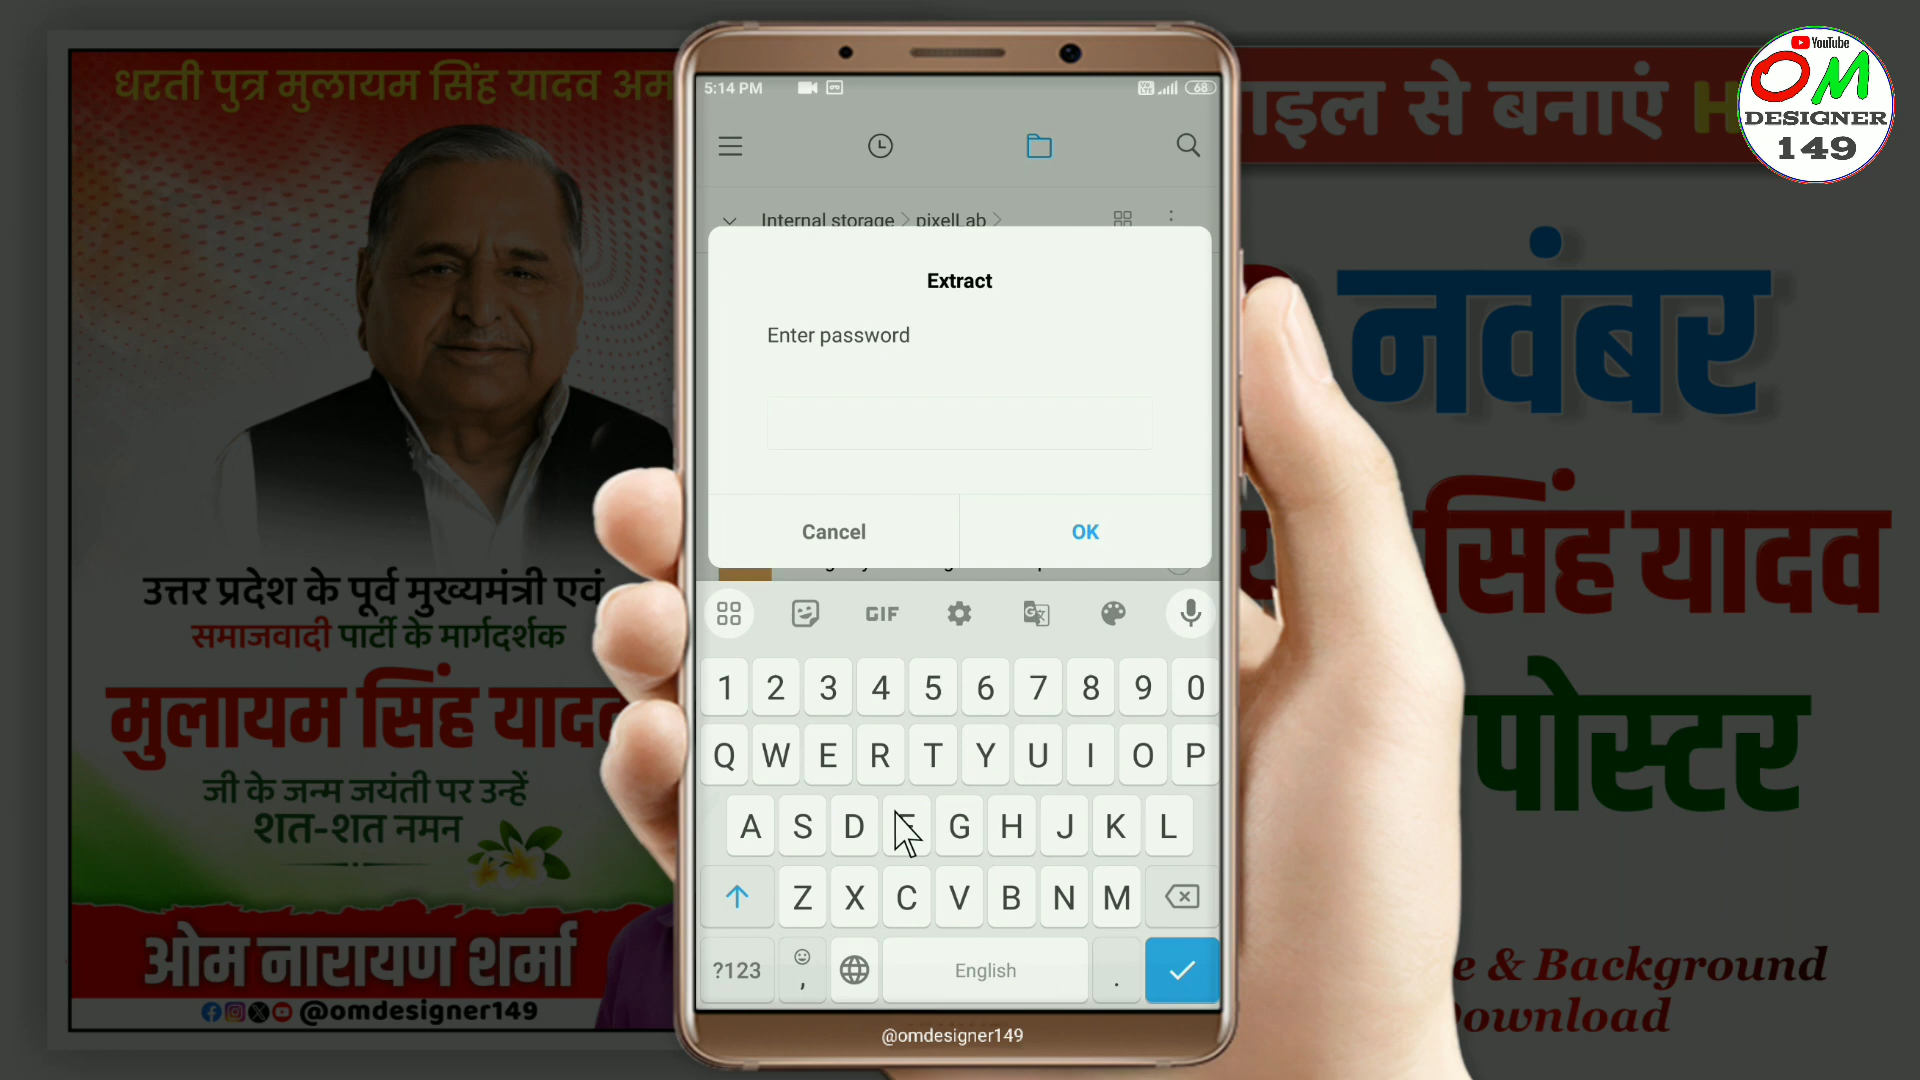 धरती पुत्र मुलायम सिंह यादव अम
उत्तर प्रदेश के पूर्व मुख्यमंत्री एवं
समाजवादी पार्टी के मार्गदर्शक
मुलायम सिंह यादव
जी के जन्म जयंती पर उन्हें
शत-शत नमन
ओम नारायण शर्मा
@omdesigner149
5:14 PM
68
Internal storage > pixelLab >
Extract
Enter password
Cancel
OK
GIF
1 2 3 4 5 6 7 8 9 0
Q W E R T Y U I O P
A S D F G H J K L
Z X C V B N M
?123 , English .
@omdesigner149
से बनाएं H
नवंबर
सिंह यादव
पोस्टर
e & Background
ownload
YouTube
OM
DESIGNER
149